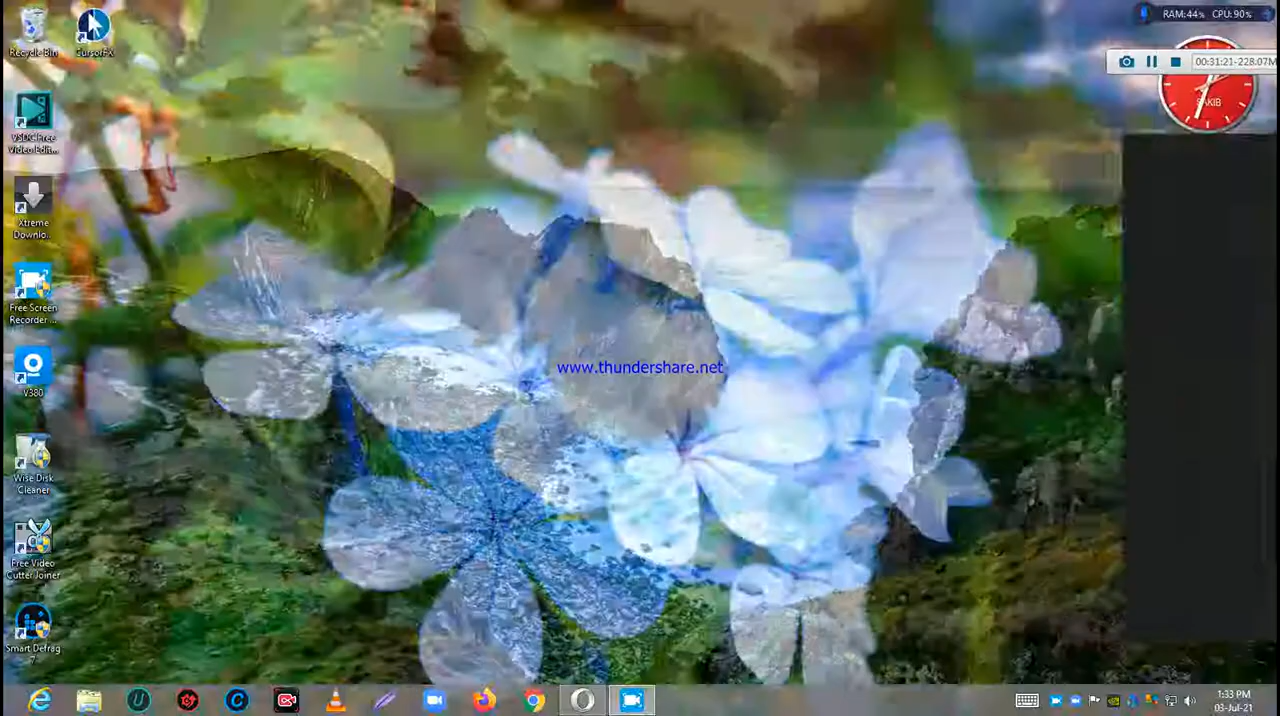 RAM:44% CPU:90%
Recycle Bin
CursorFX
00:31:21-228.07M
SAKIB
VSDC Free
Video Edit...
Xtreme
Downlo...
Free Screen
Recorder ...
www.thundershare.net
V380
Wise Disk
Cleaner
Free Video
Cutter Joiner
Smart Defrag
7
1:33 PM
03-Jul-21